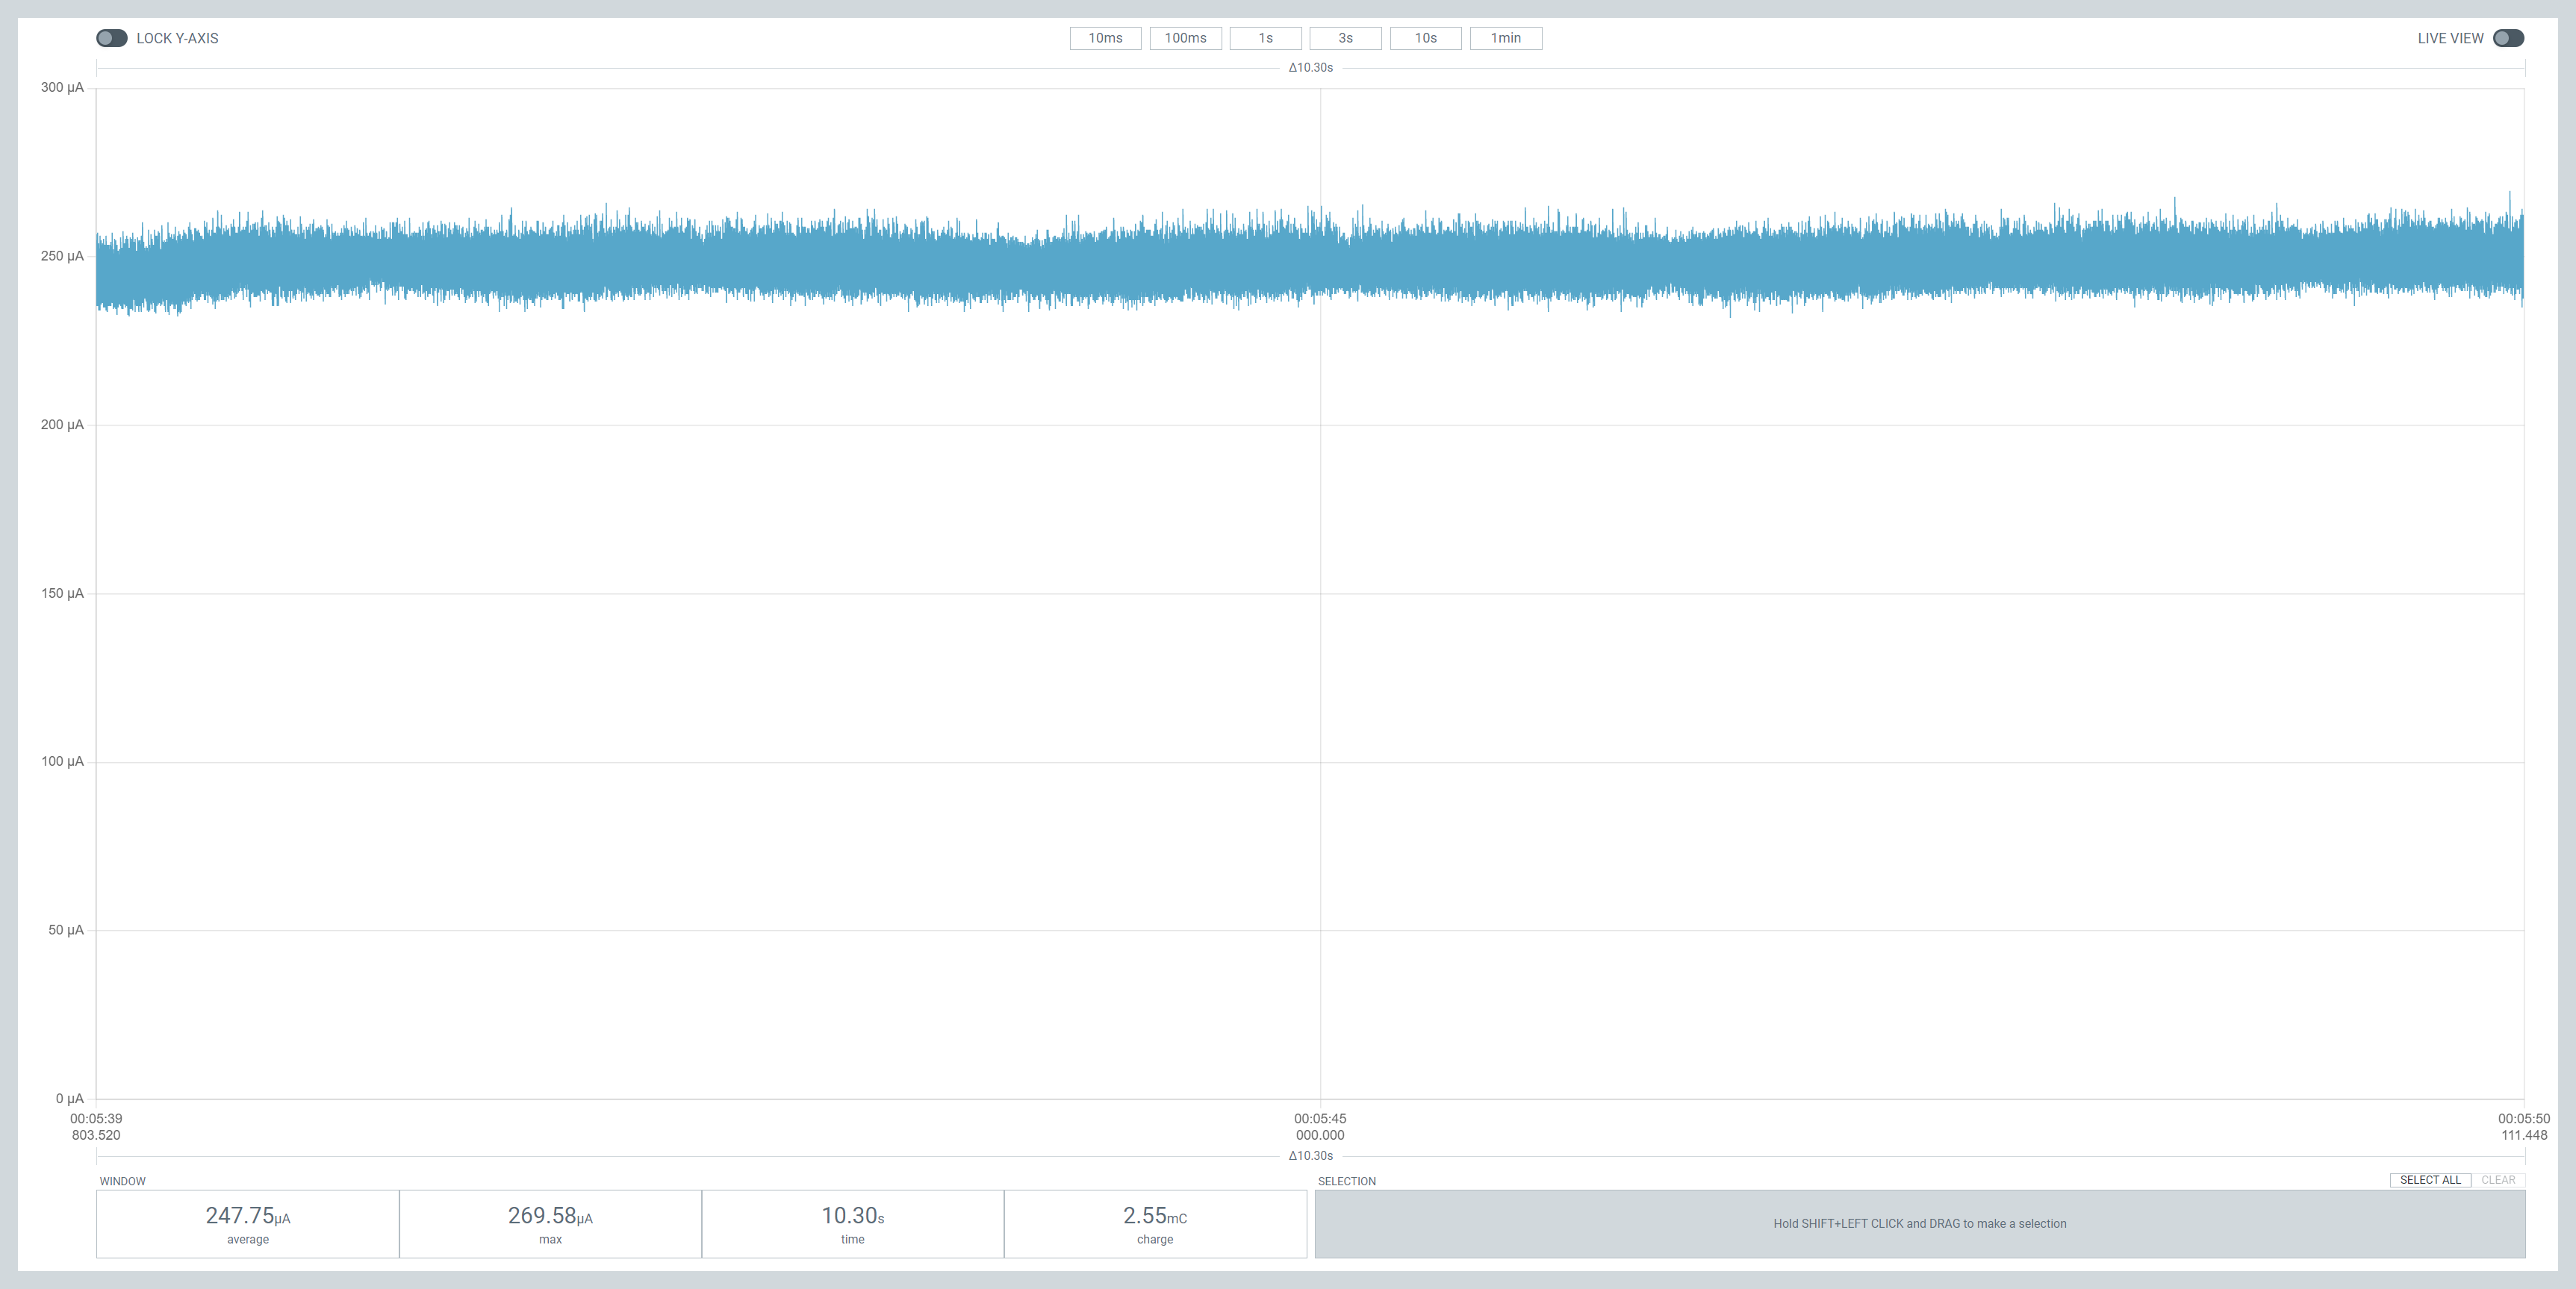 LOCK Y-AXIS 10ms 100ms 1s 3s 10s 1min LIVE VIEW
Δ10.30s
300 µA
250 µA
200 µA
150 µA
100 µA
50 µA
0 µA
00:05:39 00:05:45 00:05:50
803.520 000.000 111.448
Δ10.30s
WINDOW
247.75µA 269.58µA 10.30s 2.55mC
average max time charge
SELECTION SELECT ALL CLEAR
Hold SHIFT+LEFT CLICK and DRAG to make a selection